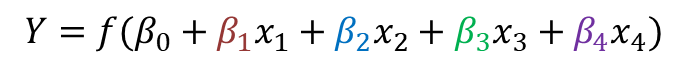 Y = f(β₀ + β₁x₁ + β₂x₂ + β₃x₃ + β₄x₄)